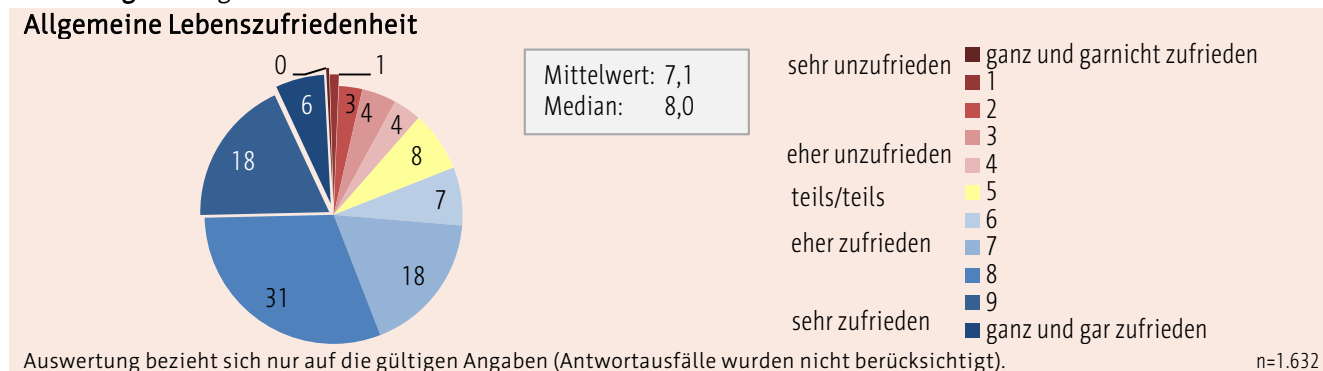 Allgemeine Lebenszufriedenheit
0
1
6
3
4
4
8
7
18
31
18
Mittelwert: 7,1
Median: 8,0
sehr unzufrieden
eher unzufrieden
teils/teils
eher zufrieden
sehr zufrieden
ganz und garnicht zufrieden
1
2
3
4
5
6
7
8
9
ganz und gar zufrieden
Auswertung bezieht sich nur auf die gültigen Angaben (Antwortausfälle wurden nicht berücksichtigt).
n=1.632